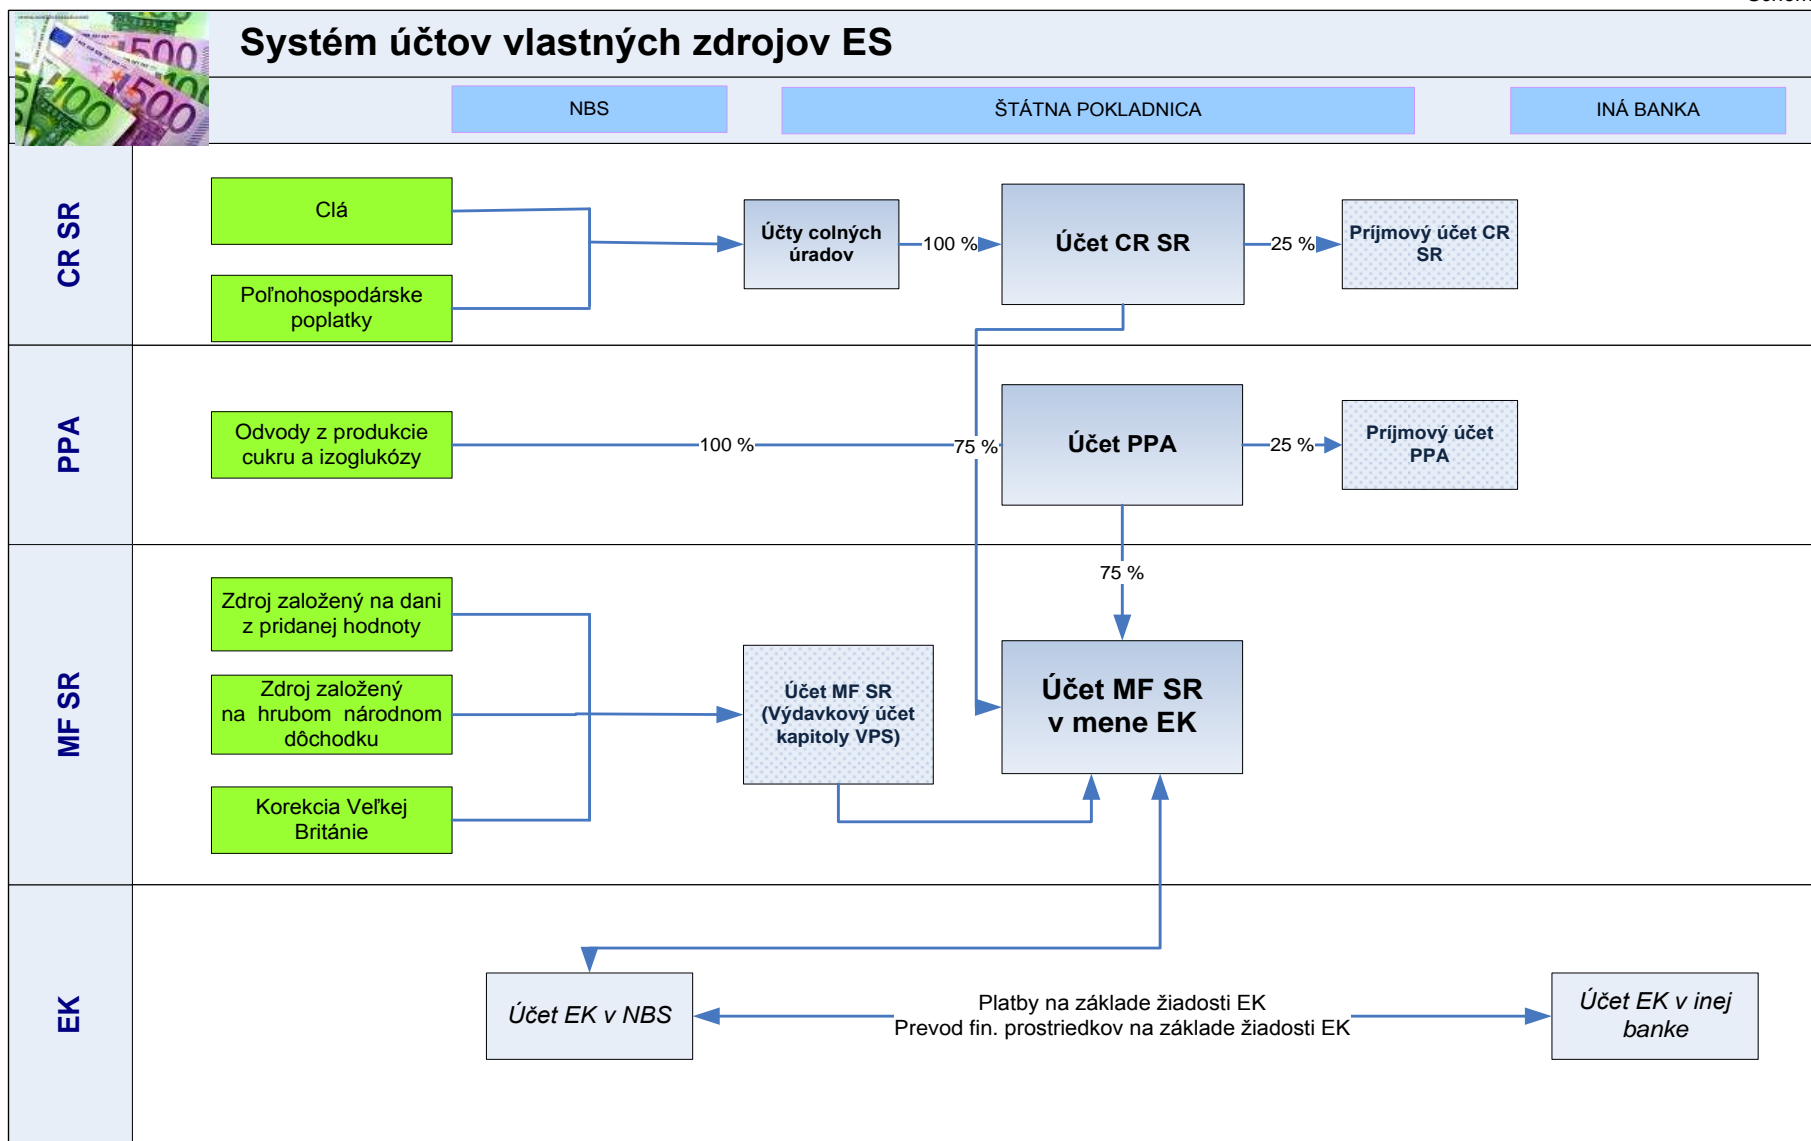 Systém účtov vlastných zdrojov ES
NBS
ŠTÁTNA POKLADNICA
INÁ BANKA
CR SR
Clá
Poľnohospodárske
poplatky
Účty colných
úradov
100 %
Účet CR SR
25 %
Príjmový účet CR
SR
PPA
Odvody z produkcie
cukru a izoglukózy
100 %
75 %
Účet PPA
25 %
Príjmový účet
PPA
75 %
MF SR
Zdroj založený na dani
z pridanej hodnoty
Zdroj založený
na hrubom národnom
dôchodku
Korekcia Veľkej
Británie
Účet MF SR
(Výdavkový účet
kapitoly VPS)
Účet MF SR
v mene EK
EK
Účet EK v NBS
Platby na základe žiadosti EK
Prevod fin. prostriedkov na základe žiadosti EK
Účet EK v inej
banke